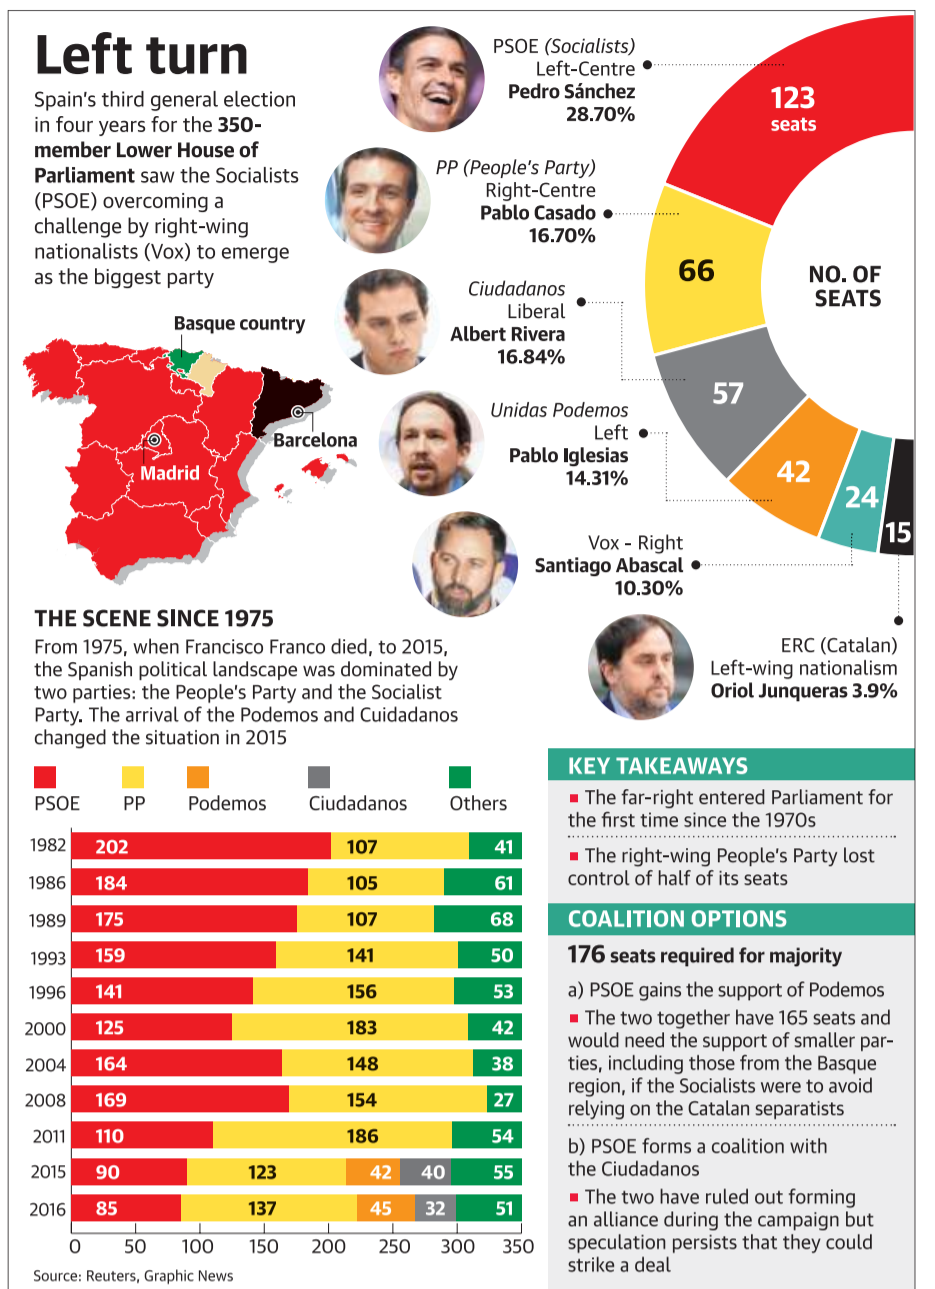 Left turn
Spain's third general election
in four years for the 350-
member Lower House of
Parliament saw the Socialists
(PSOE) overcoming a
challenge by right-wing
nationalists (Vox) to emerge
as the biggest party
PSOE (Socialists)
Left-Centre
Pedro Sánchez
28.70%
123
seats
PP (People's Party)
Right-Centre
Pablo Casado
16.70%
66
NO. OF
SEATS
Ciudadanos
Liberal
Albert Rivera
16.84%
57
Unidas Podemos
Left
Pablo Iglesias
14.31%
42
Vox - Right
Santiago Abascal
10.30%
24
15
ERC (Catalan)
Left-wing nationalism
Oriol Junqueras 3.9%
Basque country
Barcelona
Madrid
THE SCENE SINCE 1975
From 1975, when Francisco Franco died, to 2015,
the Spanish political landscape was dominated by
two parties: the People's Party and the Socialist
Party. The arrival of the Podemos and Cuidadanos
changed the situation in 2015
PSOE PP Podemos Ciudadanos Others
1982 202 107 41
1986 184 105 61
1989 175 107 68
1993 159 141 50
1996 141 156 53
2000 125 183 42
2004 164 148 38
2008 169 154 27
2011 110 186 54
2015 90 123 42 40 55
2016 85 137 45 32 51
0 50 100 150 200 250 300 350
Source: Reuters, Graphic News
KEY TAKEAWAYS
The far-right entered Parliament for
the first time since the 1970s
The right-wing People's Party lost
control of half of its seats
COALITION OPTIONS
176 seats required for majority
a) PSOE gains the support of Podemos
The two together have 165 seats and
would need the support of smaller par-
ties, including those from the Basque
region, if the Socialists were to avoid
relying on the Catalan separatists
b) PSOE forms a coalition with
the Ciudadanos
The two have ruled out forming
an alliance during the campaign but
speculation persists that they could
strike a deal